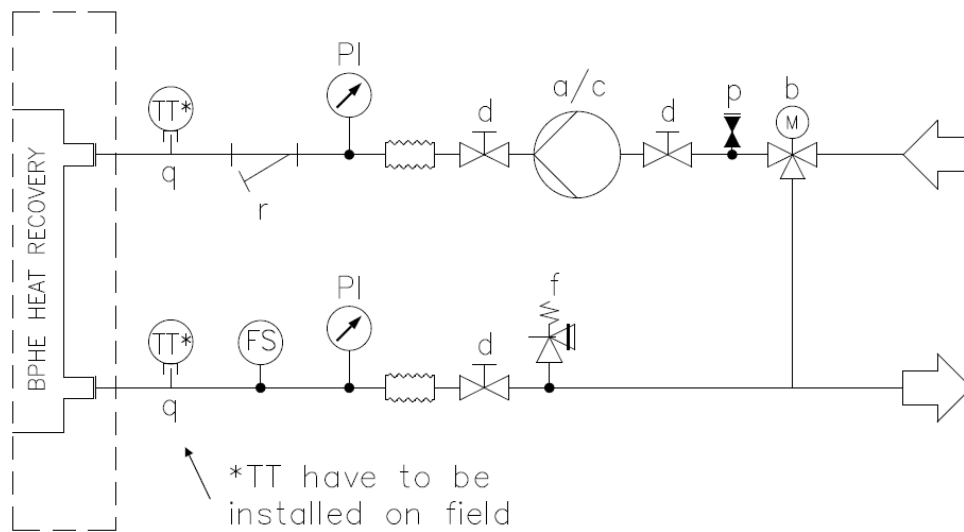 PI
a/c
b
TT*
d
d
p
M
q
r
BPHE HEAT RECOVERY
PI
f
TT*
FS
d
q
*TT have to be
installed on field